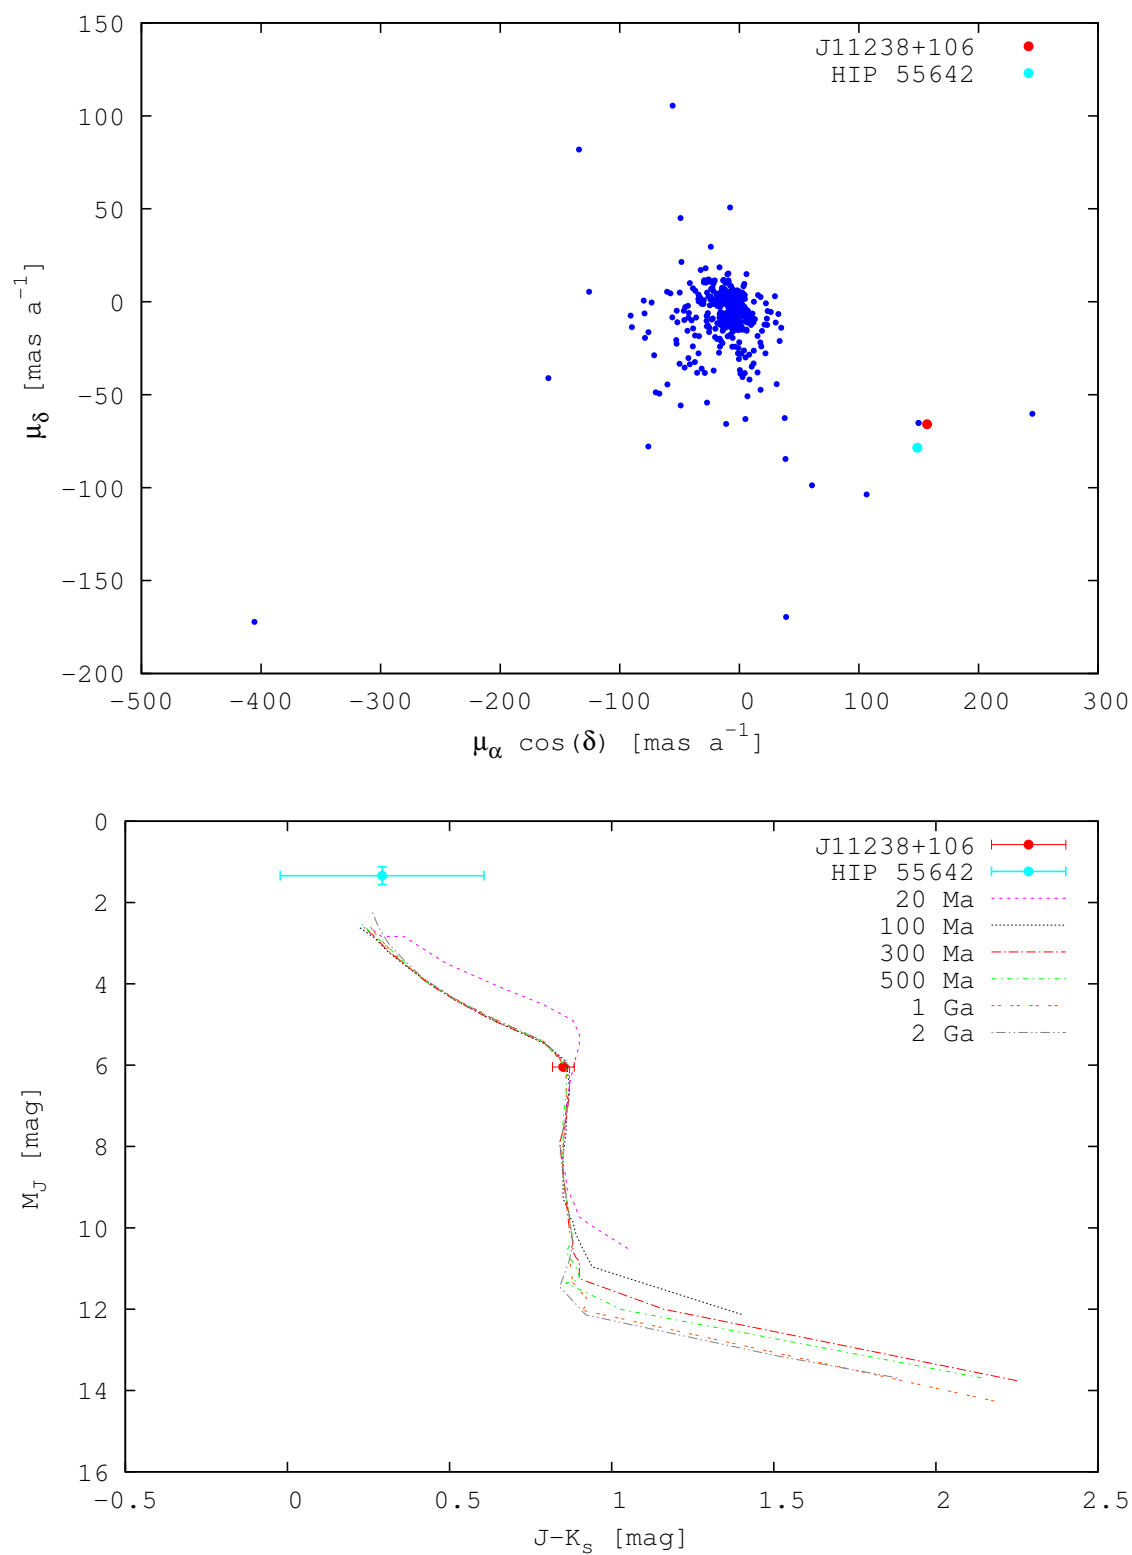 150
100
50
0
−50
−100
−150
−200
μδ [mas a−1]
J11238+106
HIP 55642
−500 −400 −300 −200 −100 0 100 200 300
μα cos(δ) [mas a−1]
0
2
4
6
8
10
12
14
16
MJ [mag]
J11238+106
HIP 55642
20 Ma
100 Ma
300 Ma
500 Ma
1 Ga
2 Ga
−0.5 0 0.5 1 1.5 2 2.5
J−Ks [mag]